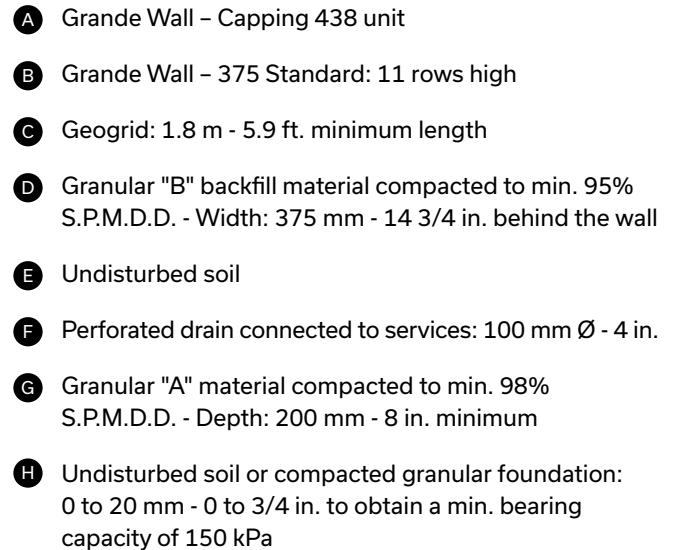 A Grande Wall – Capping 438 unit
B Grande Wall – 375 Standard: 11 rows high
C Geogrid: 1.8 m - 5.9 ft. minimum length
D Granular "B" backfill material compacted to min. 95%
S.P.M.D.D. - Width: 375 mm - 14 3/4 in. behind the wall
E Undisturbed soil
F Perforated drain connected to services: 100 mm Ø - 4 in.
G Granular "A" material compacted to min. 98%
S.P.M.D.D. - Depth: 200 mm - 8 in. minimum
H Undisturbed soil or compacted granular foundation:
0 to 20 mm - 0 to 3/4 in. to obtain a min. bearing
capacity of 150 kPa